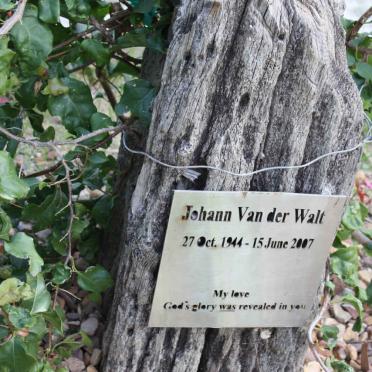 Johann Van der Walt
27 Oct. 1944 - 15 June 2007
My love
God's glory was revealed in you.